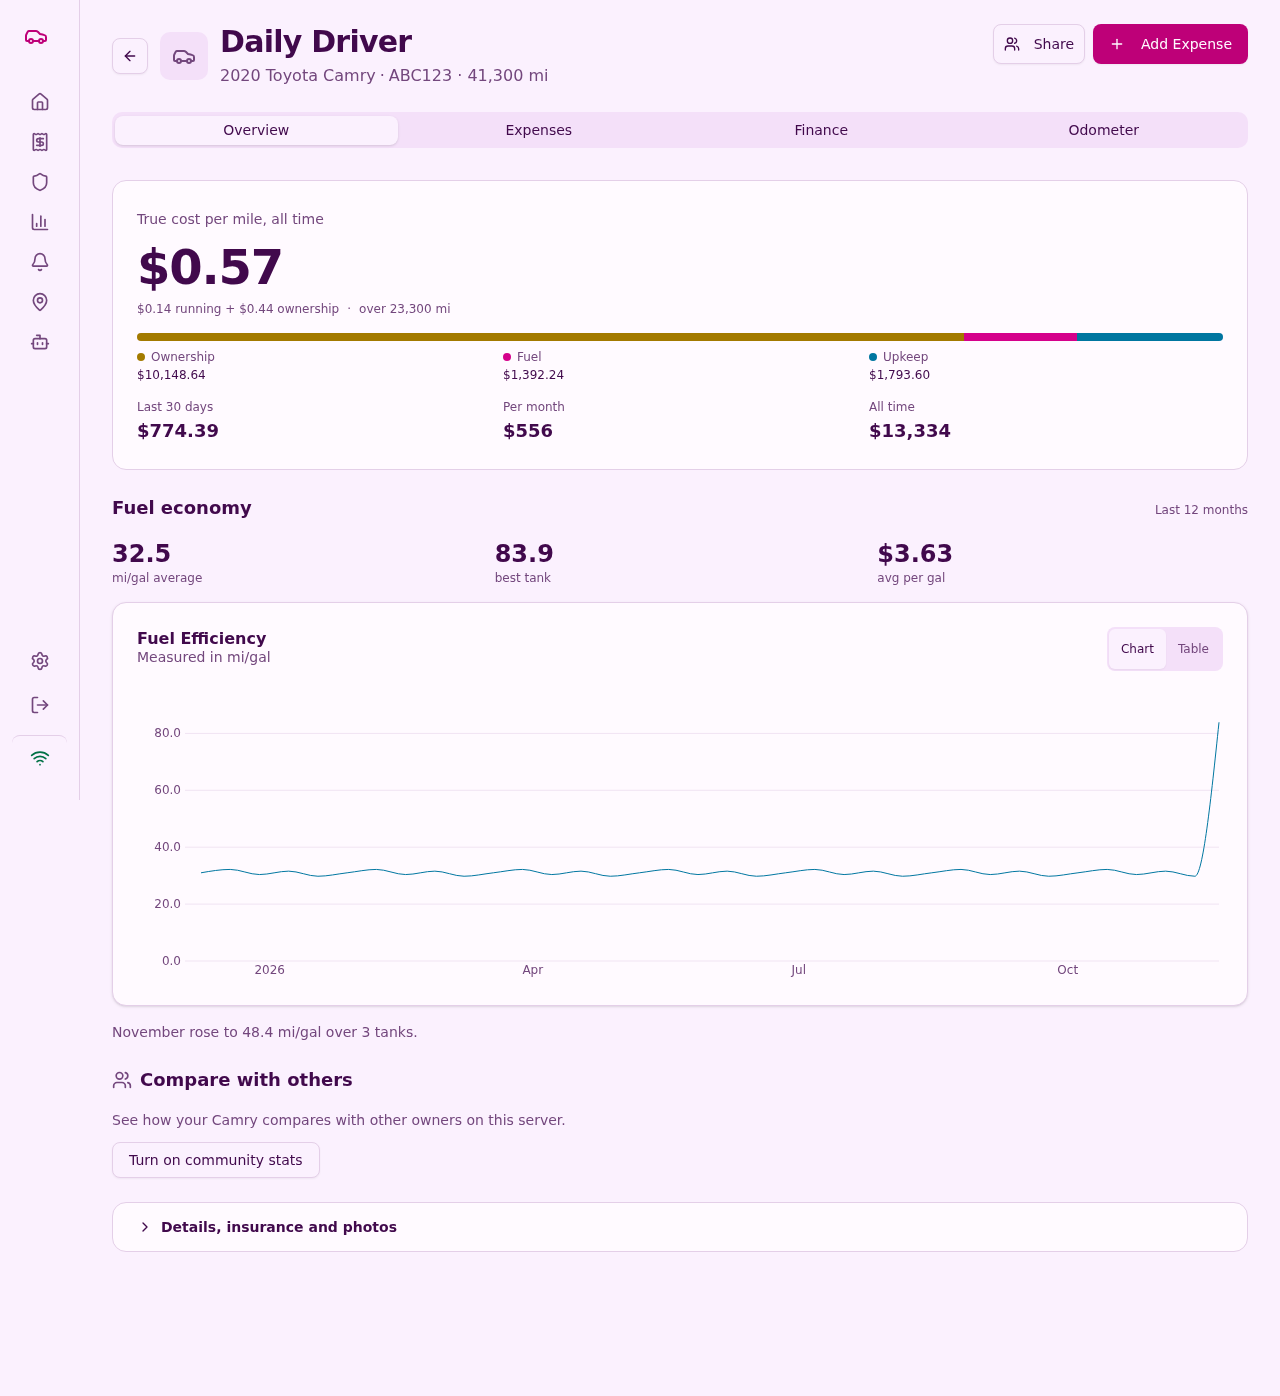 Daily Driver
2020 Toyota Camry · ABC123 · 41,300 mi
Share
Add Expense
Overview
Expenses
Finance
Odometer
True cost per mile, all time
$0.57
$0.14 running + $0.44 ownership · over 23,300 mi
Ownership
$10,148.64
Fuel
$1,392.24
Upkeep
$1,793.60
Last 30 days
$774.39
Per month
$556
All time
$13,334
Fuel economy
Last 12 months
32.5
mi/gal average
83.9
best tank
$3.63
avg per gal
Fuel Efficiency
Measured in mi/gal
Chart
Table
80.0
60.0
40.0
20.0
0.0
2026
Apr
Jul
Oct
November rose to 48.4 mi/gal over 3 tanks.
Compare with others
See how your Camry compares with other owners on this server.
Turn on community stats
Details, insurance and photos